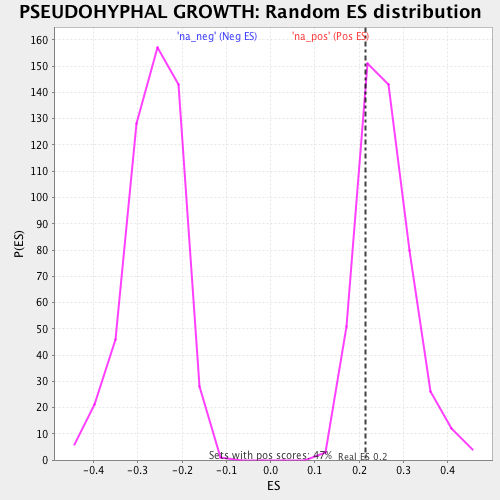 PSEUDOHYPHAL GROWTH: Random ES distribution
'na_neg' (Neg ES) 'na_pos' (Pos ES)
160
150
140
130
120
110
100
90
80
70
60
50
40
30
20
10
0
P(ES)
Sets with pos scores: 47% Real ES 0.2
-0.4 -0.3 -0.2 -0.1 0.0 0.1 0.2 0.3 0.4
ES